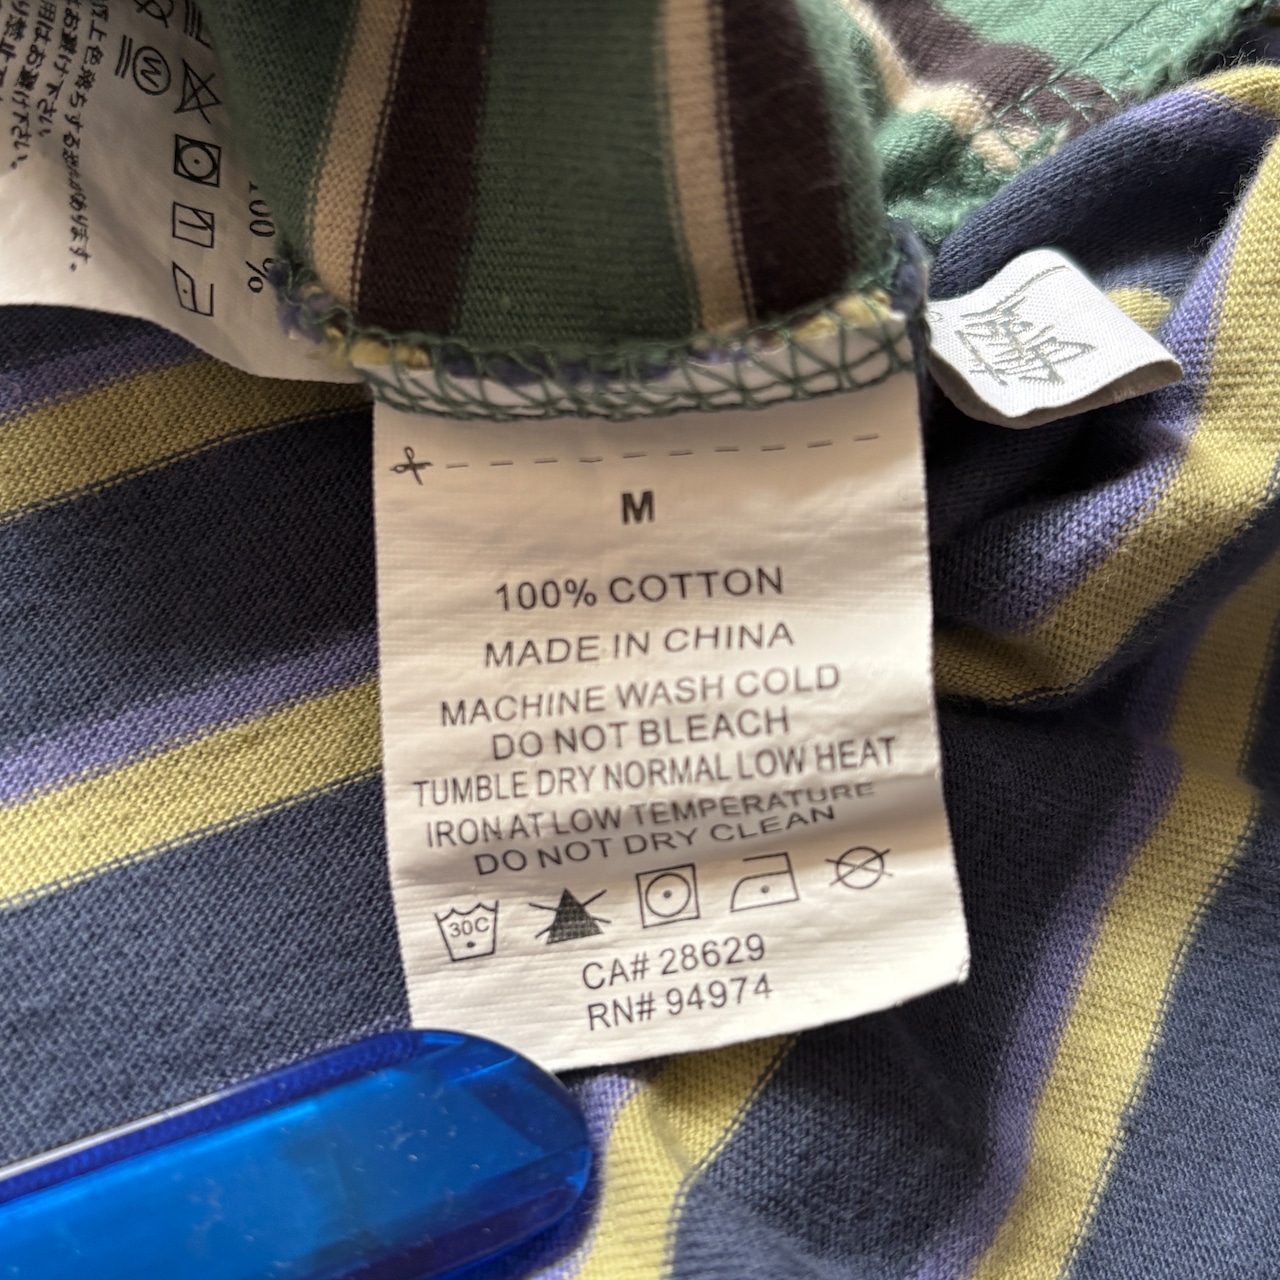 M
100% COTTON
MADE IN CHINA
MACHINE WASH COLD
DO NOT BLEACH
TUMBLE DRY NORMAL LOW HEAT
IRON AT LOW TEMPERATURE
DO NOT DRY CLEAN
30C
CA# 28629
RN# 94974
100 %
W